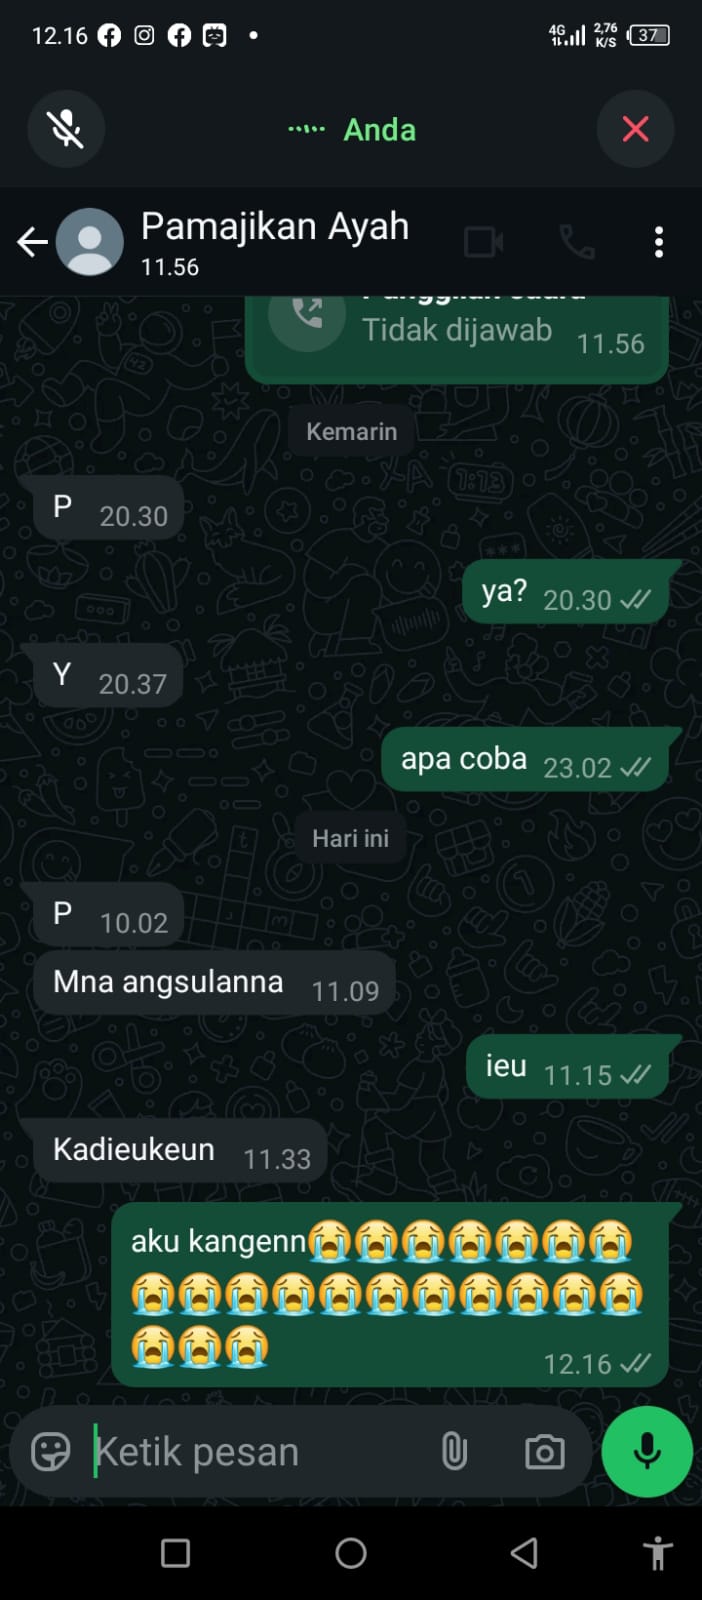 12.16
4G
2,76
K/S
37
Anda
Pamajikan Ayah
11.56
Panggilan suara
Tidak dijawab 11.56
Kemarin
P 20.30
ya? 20.30
Y 20.37
apa coba 23.02
Hari ini
P 10.02
Mna angsulanna 11.09
ieu 11.15
Kadieukeun 11.33
aku kangenn😭😭😭😭😭😭😭
😭😭😭😭😭😭😭😭😭😭😭
😭😭😭 12.16
Ketik pesan